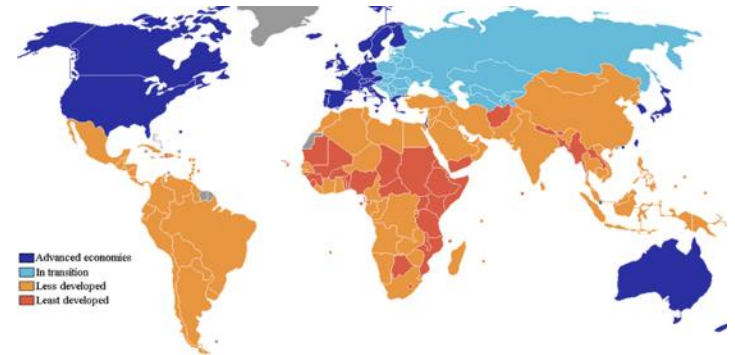 Advanced economies
In transition
Less developed
Least developed